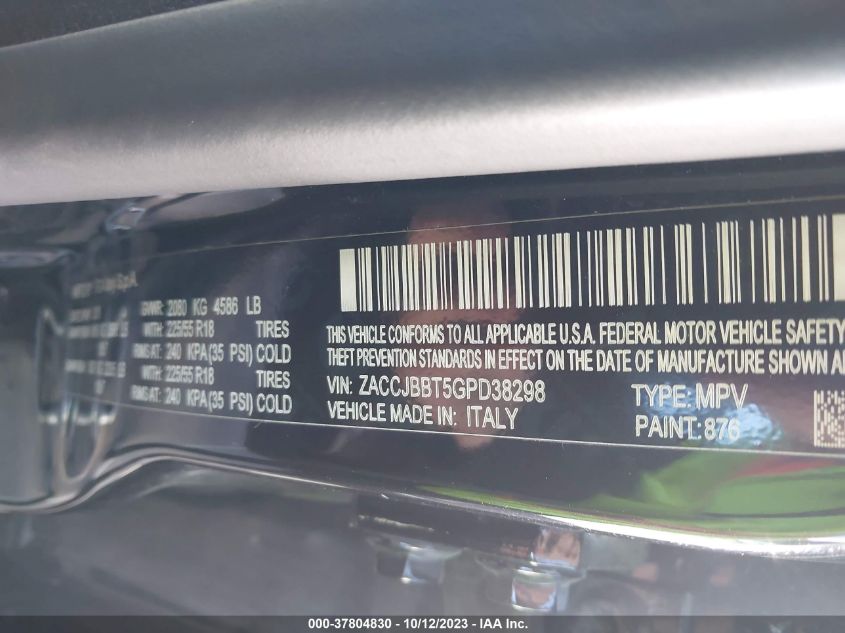 GVWR: 2080 KG 4586 LB
WITH: 225/55 R18 TIRES
RIMS AT: 240 KPA(35 PSI) COLD
WITH: 225/55 R18 TIRES
RIMS AT: 240 KPA(35 PSI) COLD
THIS VEHICLE CONFORMS TO ALL APPLICABLE U.S.A. FEDERAL MOTOR VEHICLE SAFETY
THEFT PREVENTION STANDARDS IN EFFECT ON THE DATE OF MANUFACTURE SHOWN
VIN: ZACCJBBT5GPD38298 TYPE: MPV
VEHICLE MADE IN: ITALY PAINT: 876
000-37804830 - 10/12/2023 - IAA Inc.